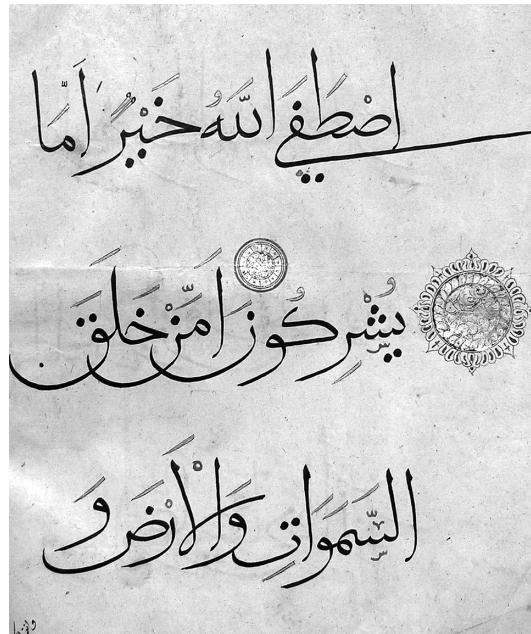 اصْطَفَي اللَّهُ خَيْرٌ اَمَّا
يُشْرِكُونَ اَمَّنْ خَلَقَ
السَّمَوَاتِ وَالْاَرْضَ وَ